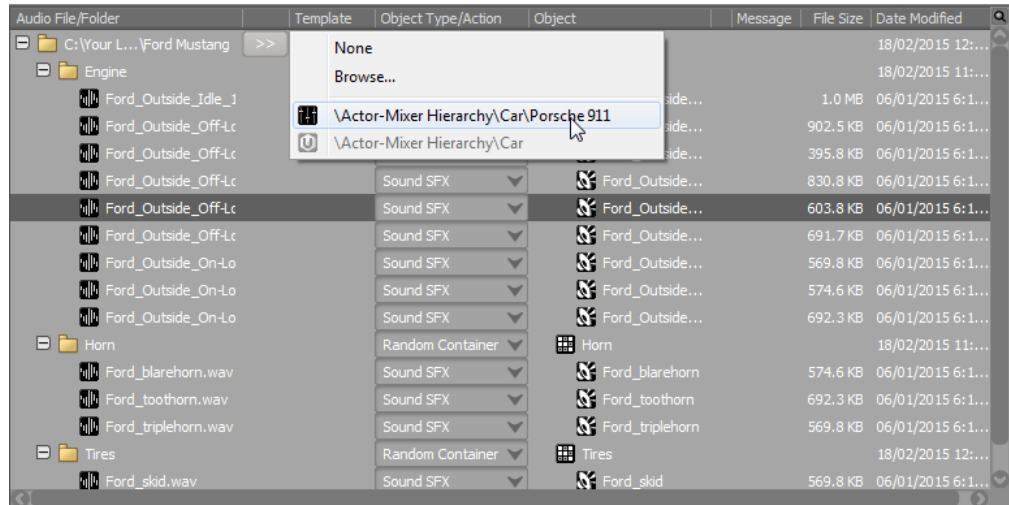 Audio File/Folder Template Object Type/Action Object Message File Size Date Modified
C:\Your L...\Ford Mustang >> 18/02/2015 12:...
None
Engine 18/02/2015 11:...
Browse...
Ford_Outside_Idle_1 side... 1.0 MB 06/01/2015 6:1...
\Actor-Mixer Hierarchy\Car\Porsche 911
Ford_Outside_Off-Lo side... 902.5 KB 06/01/2015 6:1...
\Actor-Mixer Hierarchy\Car
Ford_Outside_Off-Lo side... 395.8 KB 06/01/2015 6:1...
Ford_Outside_Off-Lo Sound SFX Ford_Outside... 830.8 KB 06/01/2015 6:1...
Ford_Outside_Off-Lo Sound SFX Ford_Outside... 603.8 KB 06/01/2015 6:1...
Ford_Outside_Off-Lo Sound SFX Ford_Outside... 691.7 KB 06/01/2015 6:1...
Ford_Outside_On-Lo Sound SFX Ford_Outside... 569.8 KB 06/01/2015 6:1...
Ford_Outside_On-Lo Sound SFX Ford_Outside... 574.6 KB 06/01/2015 6:1...
Ford_Outside_On-Lo Sound SFX Ford_Outside... 692.3 KB 06/01/2015 6:1...
Horn Random Container Horn 18/02/2015 11:...
Ford_blarehorn.wav Sound SFX Ford_blarehorn 574.6 KB 06/01/2015 6:1...
Ford_toothorn.wav Sound SFX Ford_toothorn 692.3 KB 06/01/2015 6:1...
Ford_triplehorn.wav Sound SFX Ford_triplehorn 569.8 KB 06/01/2015 6:1...
Tires Random Container Tires 18/02/2015 12:...
Ford_skid.wav Sound SFX Ford_skid 569.8 KB 06/01/2015 6:1...